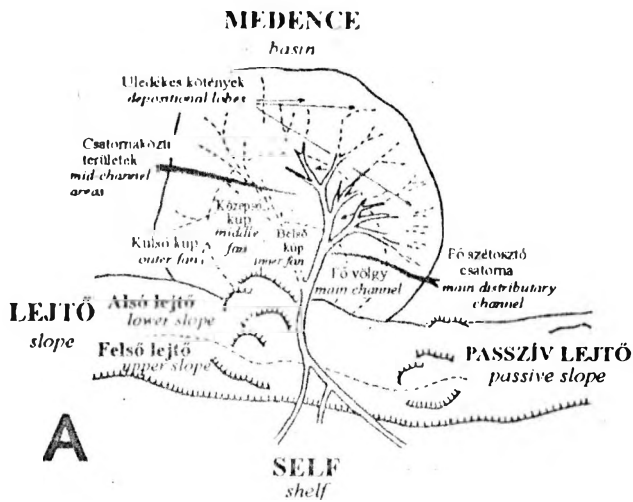 MEDENCE
basin
Üledékes kötények
depositional lobes
Csatornaközti
területek
mid-channel
areas
Középső
kúp
middle
fan
Belső
kúp
inner fan
Külső kúp
outer fan
Fő völgy
main channel
Fő szétosztó
csatorna
main distributary
channel
LEJTŐ
slope
Alsó lejtő
lower slope
Felső lejtő
upper slope
PASSZÍV LEJTŐ
passive slope
A
SELF
shelf